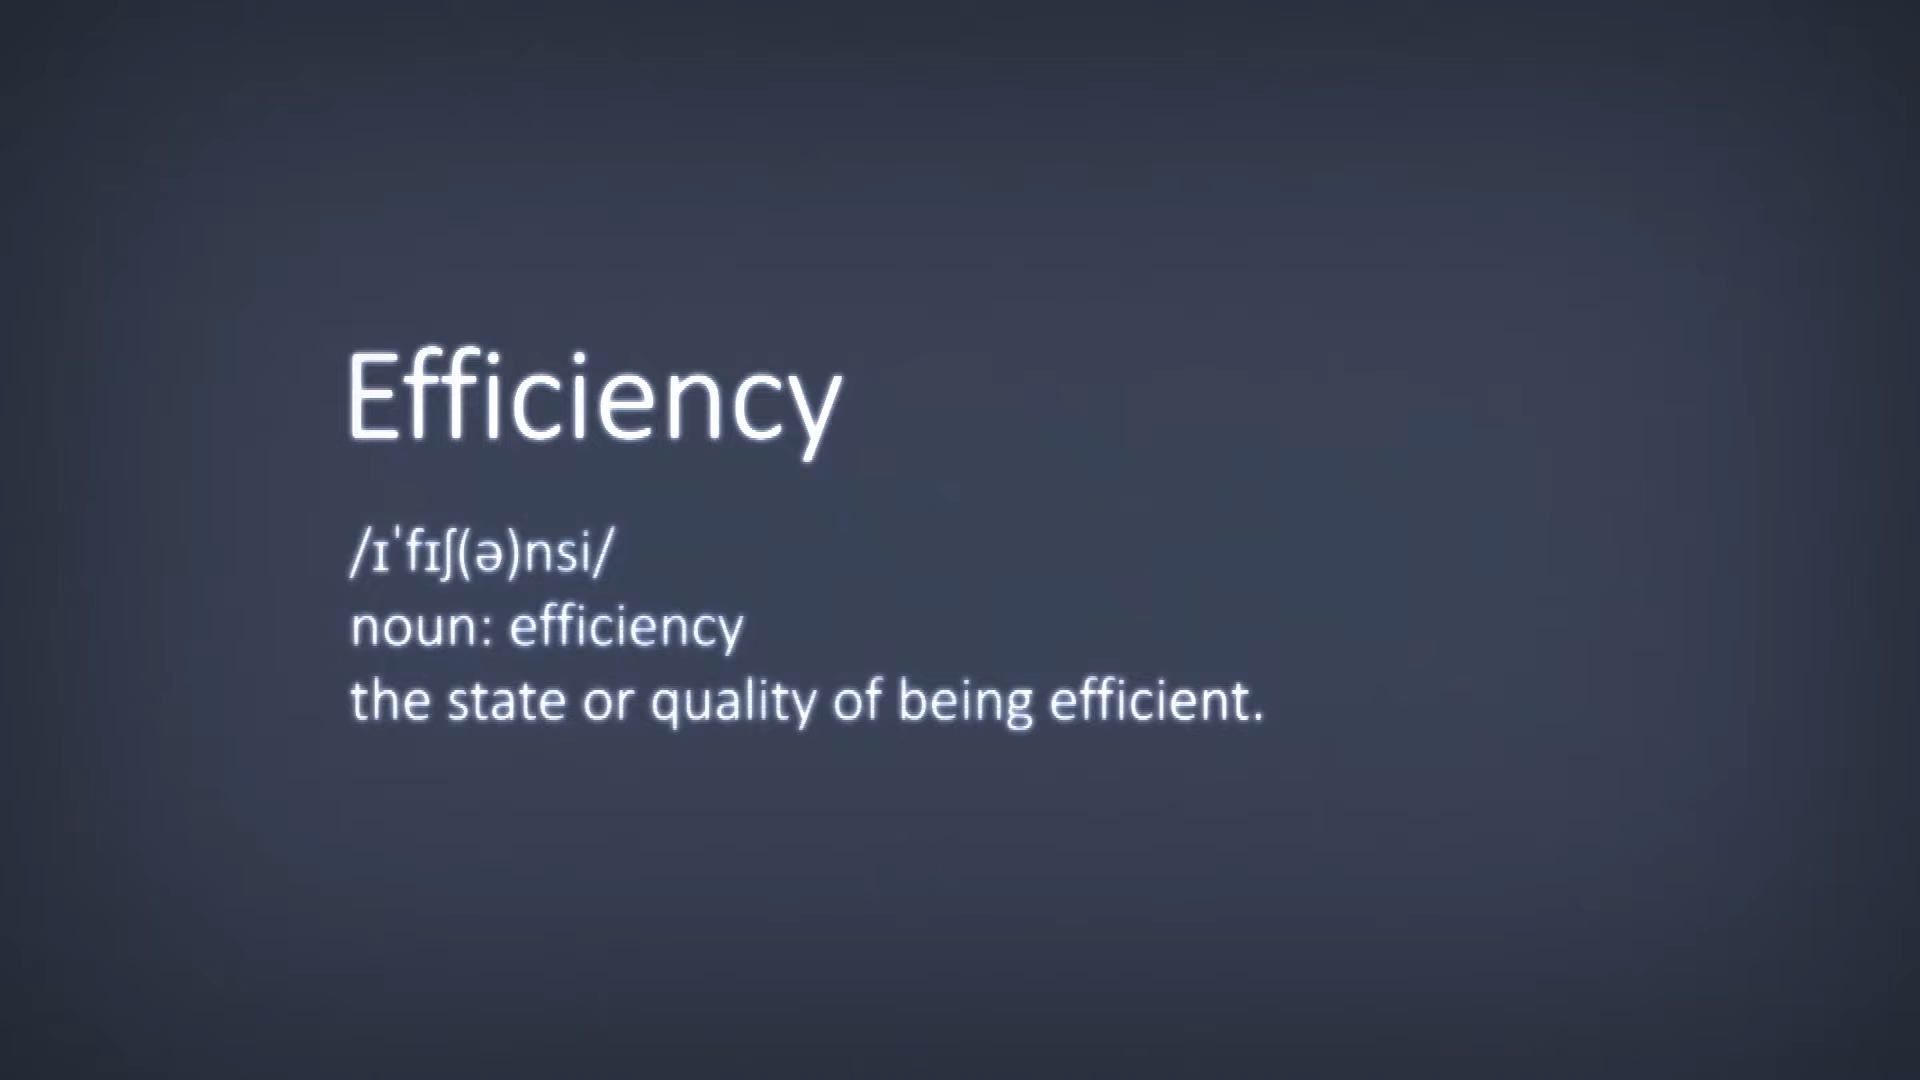 Efficiency
/ɪˈfɪʃ(ə)nsi/
noun: efficiency
the state or quality of being efficient.